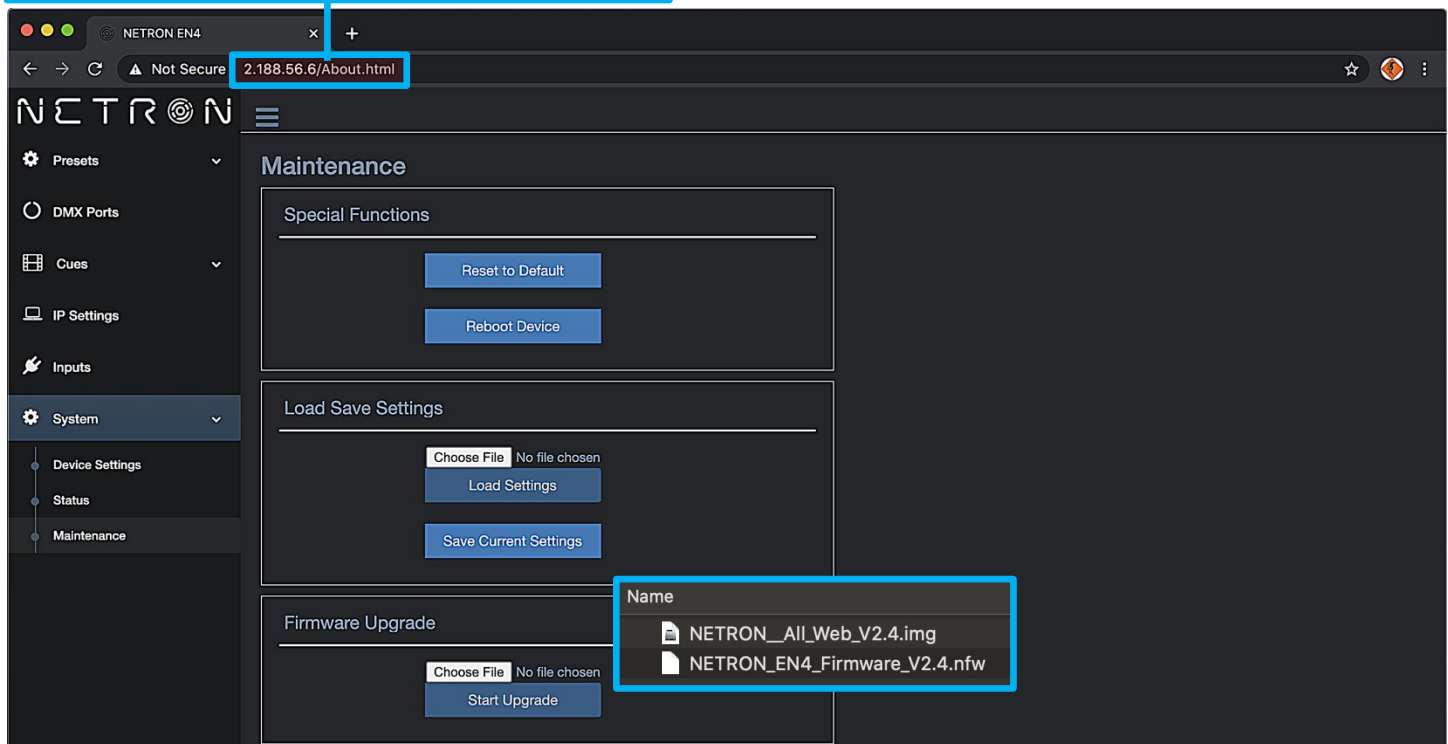 NETRON EN4
Not Secure 2.188.56.6/About.html
NETRON
Presets
DMX Ports
Cues
IP Settings
Inputs
System
Device Settings
Status
Maintenance
Maintenance
Special Functions
Reset to Default
Reboot Device
Load Save Settings
Choose File No file chosen
Load Settings
Save Current Settings
Firmware Upgrade
Choose File No file chosen
Start Upgrade
Name
NETRON__All_Web_V2.4.img
NETRON_EN4_Firmware_V2.4.nfw